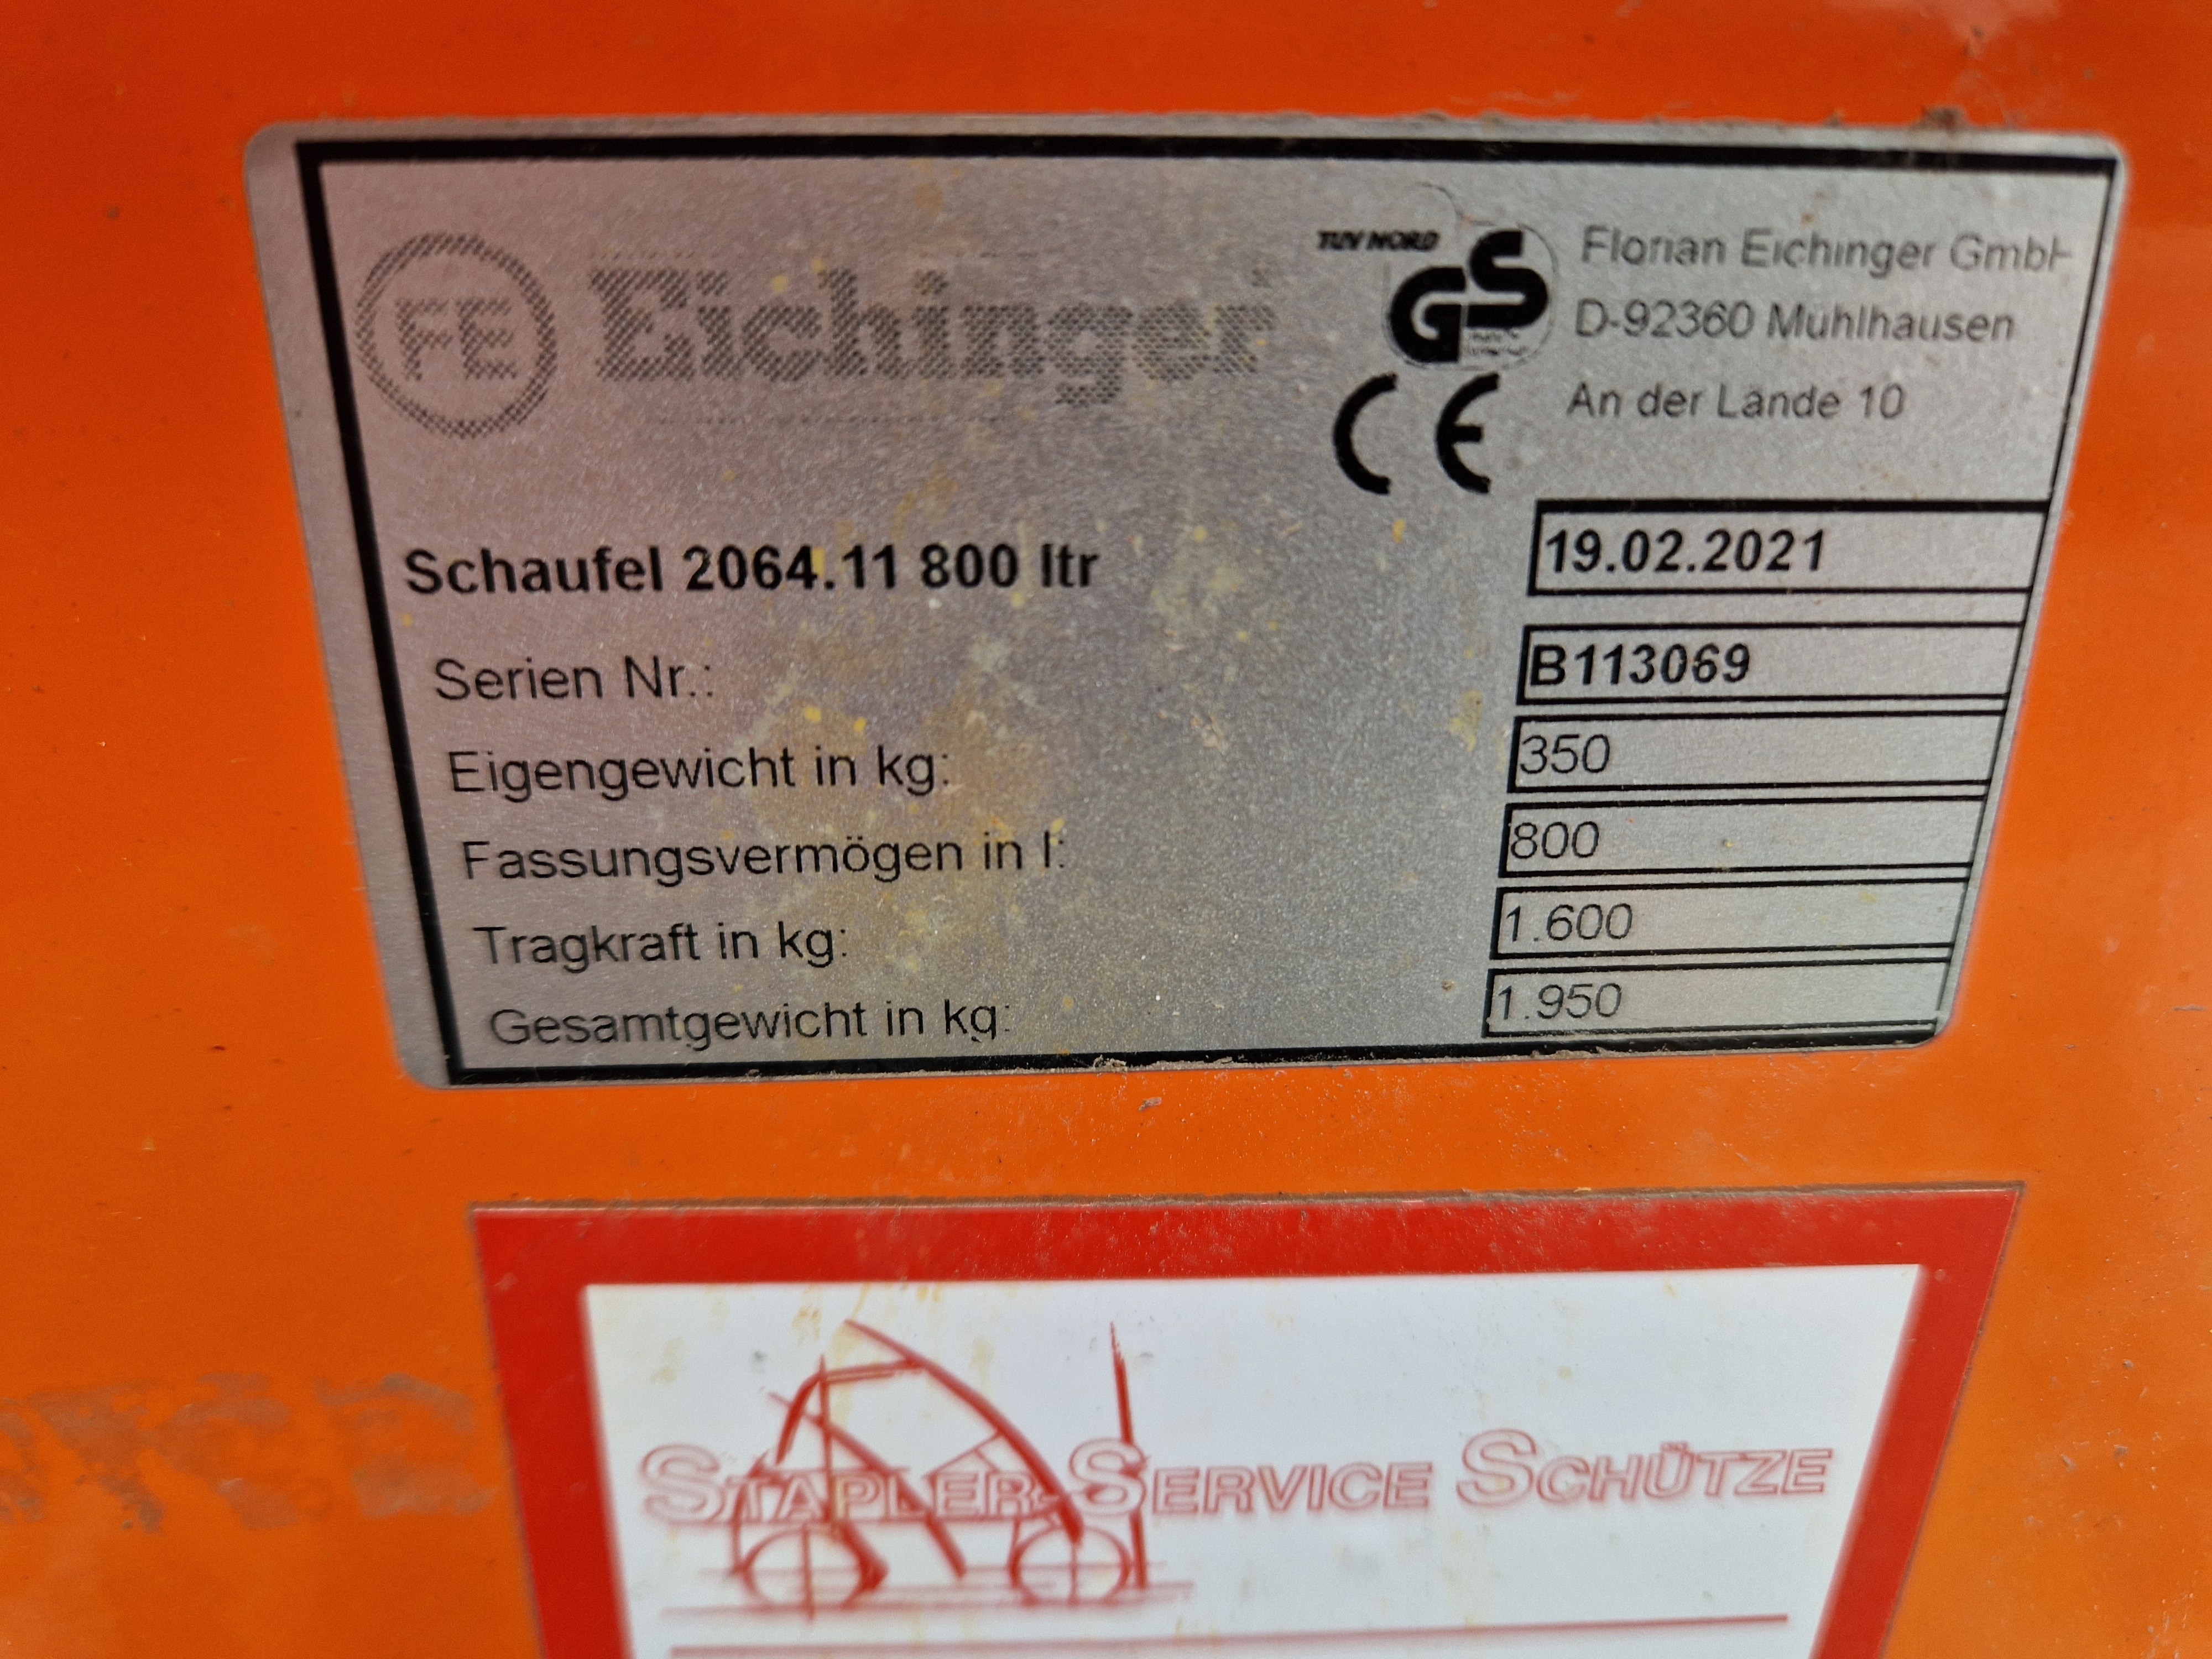 FE Eichinger
TÜV NORD
GS
CE
Florian Eichinger GmbH
D-92360 Mühlhausen
An der Lände 10
Schaufel 2064.11 800 ltr
19.02.2021
Serien Nr.: B113069
Eigengewicht in kg: 350
Fassungsvermögen in l: 800
Tragkraft in kg: 1.600
Gesamtgewicht in kg: 1.950
STAPLER SERVICE SCHÜTZE